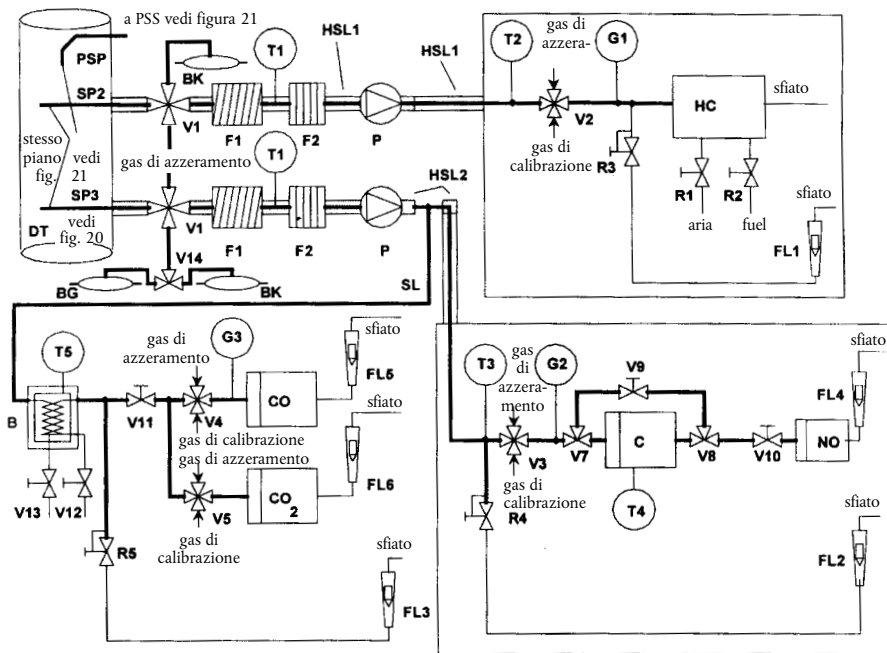 a PSS vedi figura 21
PSP
SP2
BK
T1
HSL1
HSL1
V1
F1
F2
P
stesso
piano
fig.
vedi
21
gas di azzeramento
T1
HSL2
SP3
vedi
fig. 20
DT
V1
F1
F2
P
V14
BG
BK
SL
T2
gas di
azzera-
G1
V2
HC
sfiato
gas di
calibrazione
R3
R1
R2
aria
fuel
sfiato
FL1
T5
gas di
azzeramento
G3
sfiato
FL5
B
V11
V4
CO
sfiato
gas di calibrazione
gas di azzeramento
FL6
V13
V12
V5
CO2
gas di
calibrazione
R5
sfiato
FL3
T3
gas
di
azzera-
mento
G2
V9
sfiato
FL4
V3
V7
C
V8
V10
NO
gas di
calibrazione
T4
R4
sfiato
FL2